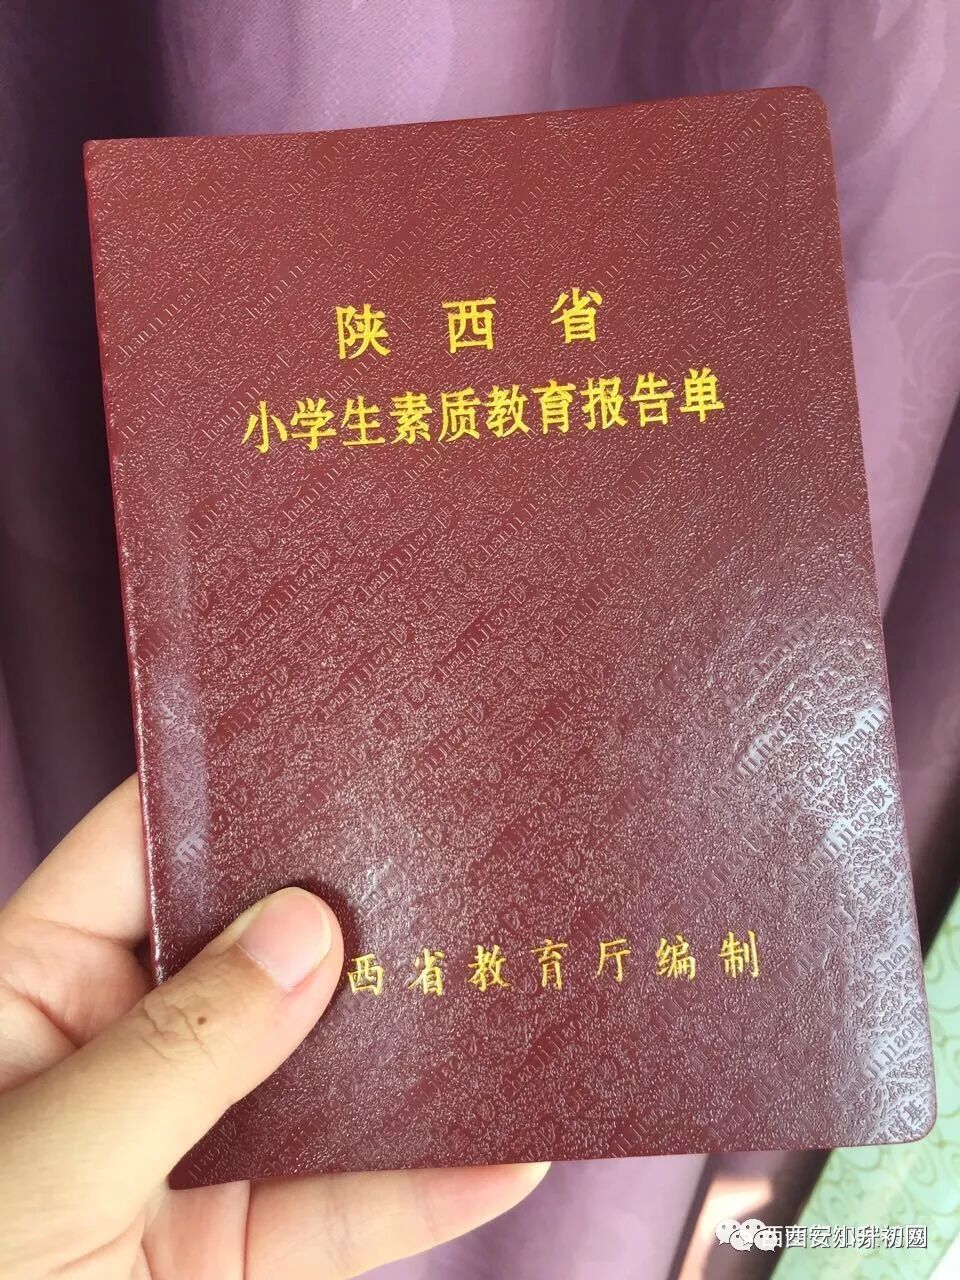 陕西省
小学生素质教育报告单
西省教育厅编制